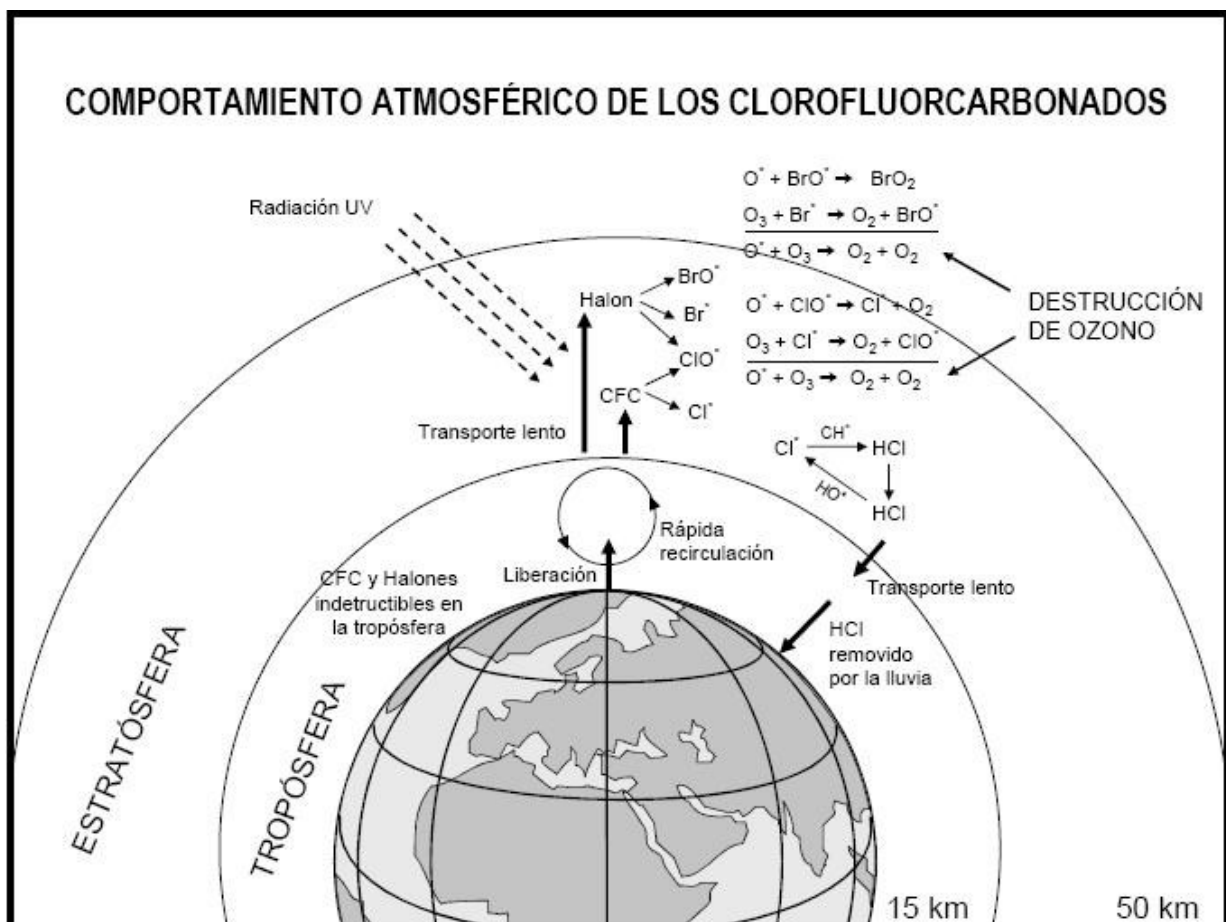 COMPORTAMIENTO ATMOSFÉRICO DE LOS CLOROFLUORCARBONADOS
Radiación UV
O* + BrO* → BrO₂
O₃ + Br* → O₂ + BrO*
O* + O₃ → O₂ + O₂
Halon
BrO*
Br*
ClO*
CFC
Cl*
O* + ClO* → Cl* + O₂
O₃ + Cl* → O₂ + ClO*
O* + O₃ → O₂ + O₂
DESTRUCCIÓN
DE OZONO
Transporte lento
Cl*
CH*
HCl
HO*
HCl
Rápida
recirculación
Liberación
CFC y Halones
indetructibles en
la tropósfera
Transporte lento
HCl
removido
por la lluvia
ESTRATÓSFERA
TROPÓSFERA
15 km
50 km